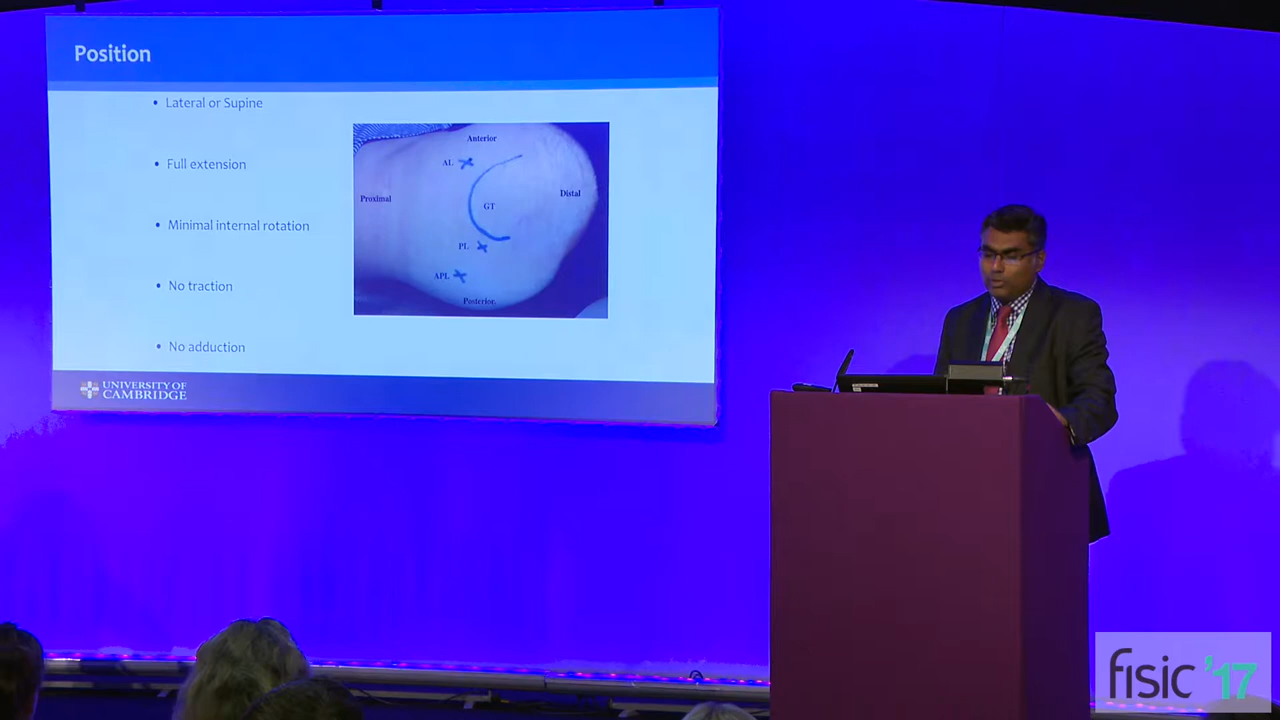 Position
• Lateral or Supine
• Full extension
• Minimal internal rotation
• No traction
• No adduction
Anterior
AL
Proximal
Distal
GT
PL
APL
Posterior
UNIVERSITY OF
CAMBRIDGE
fisic '17